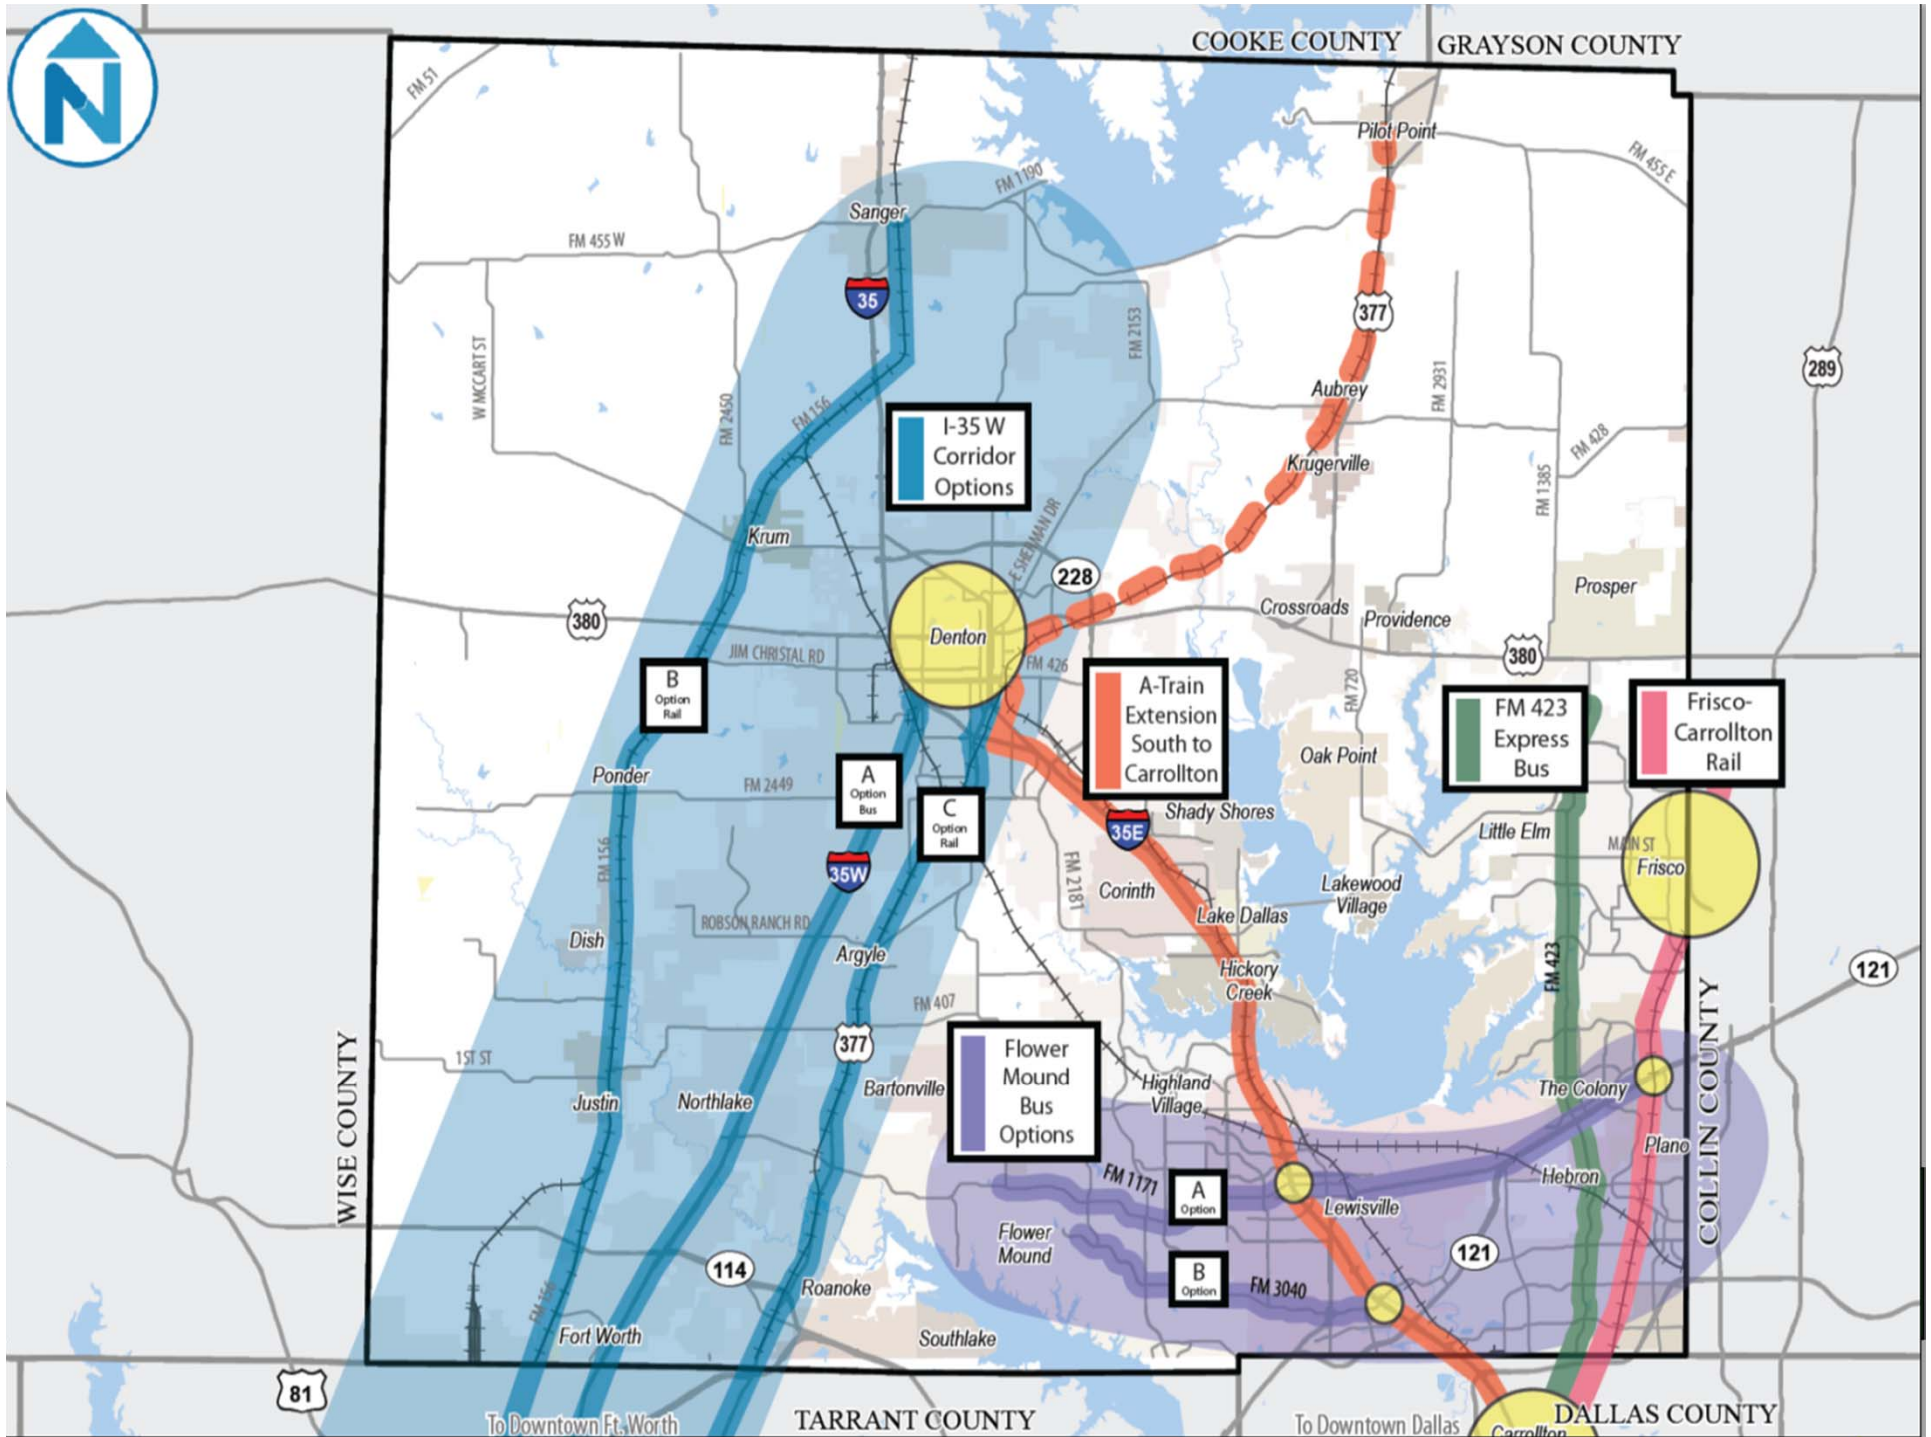 N
COOKE COUNTY
GRAYSON COUNTY
FM 51
Pilot Point
FM 455 E
FM 1190
Sanger
FM 455 W
35
377
FM 2153
W MCCART ST
289
Aubrey
FM 2931
FM 2450
FM 156
I-35 W
Corridor
Options
FM 428
Krugerville
FM 1385
Krum
E SHERMAN DR
228
Prosper
Crossroads
Providence
380
Denton
JIM CHRISTAL RD
FM 426
380
B
Option
Rail
A-Train
Extension
South to
Carrollton
FM 720
FM 423
Express
Bus
Frisco-
Carrollton
Rail
Oak Point
Ponder
FM 2449
A
Option
Bus
C
Option
Rail
Shady Shores
35E
Little Elm
MAIN ST
Frisco
FM 156
35W
FM 2181
Corinth
Lakewood
Village
Lake Dallas
ROBSON RANCH RD
Dish
Argyle
Hickory
Creek
FM 423
121
FM 407
377
1ST ST
Flower
Mound
Bus
Options
WISE COUNTY
COLLIN COUNTY
Justin
Northlake
Bartonville
Highland
Village
The Colony
Plano
FM 1171
A
Option
Hebron
Lewisville
Flower
Mound
121
114
B
Option
FM 3040
Roanoke
FM 156
Fort Worth
Southlake
81
To Downtown Ft. Worth
TARRANT COUNTY
To Downtown Dallas
DALLAS COUNTY
Carrollton